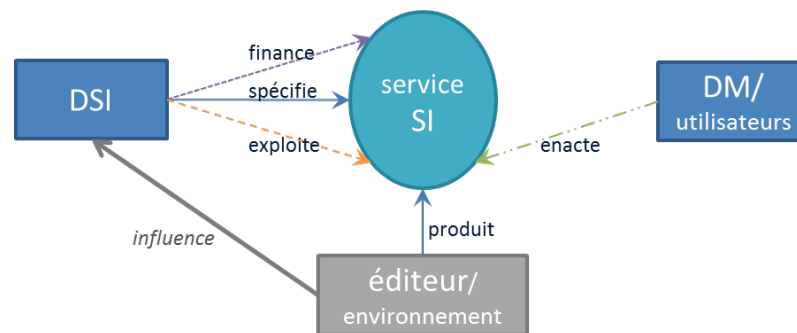 finance
DSI
spécifie
service
SI
DM/
utilisateurs
exploite
enacte
influence
produit
éditeur/
environnement